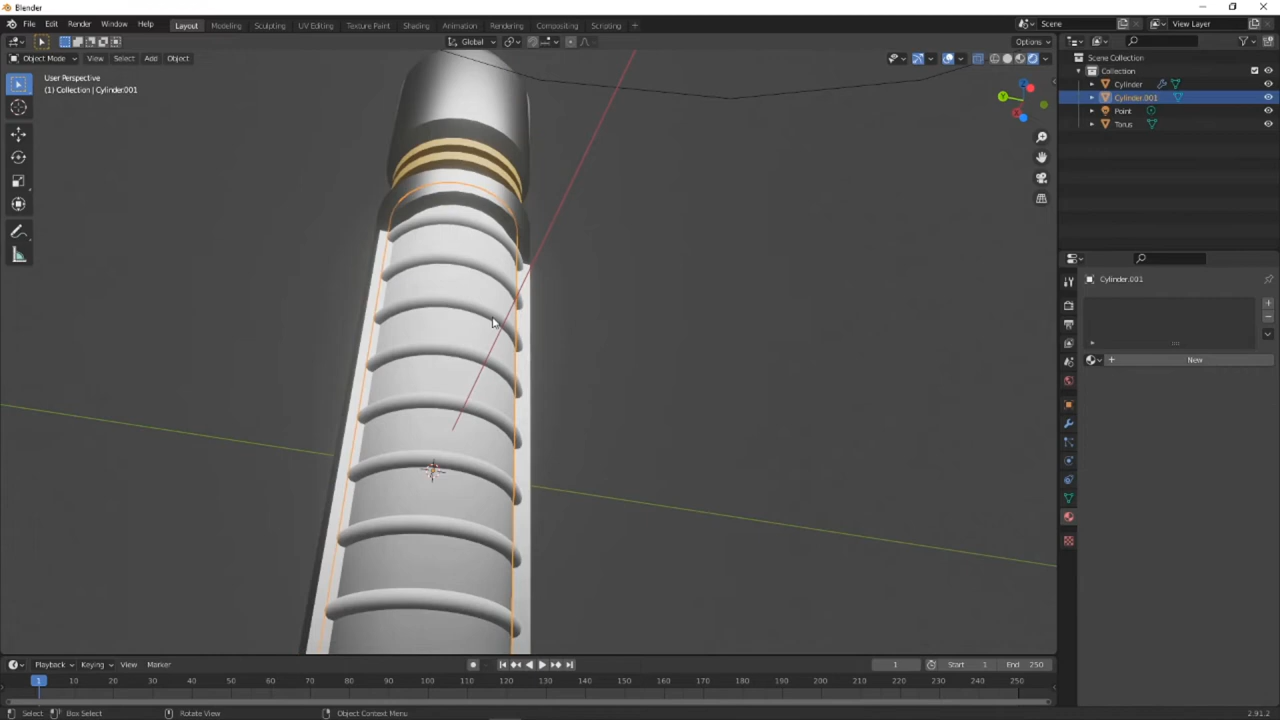 Blender
File Edit Render Window Help Layout Modeling Sculpting UV Editing Texture Paint Shading Animation Rendering Compositing Scripting + Scene View Layer
Global Options
Object Mode View Select Add Object
User Perspective
(1) Collection | Cylinder.001
Scene Collection
Collection
Cylinder
Cylinder.001
Point
Torus
Cylinder.001
+ New
Playback Keying View Marker 1 Start 1 End 250
1 10 20 30 40 50 60 70 80 90 100 110 120 130 140 150 160 170 180 190 200 210 220 230 240 250
Select Box Select Rotate View Object Context Menu 2.91.2